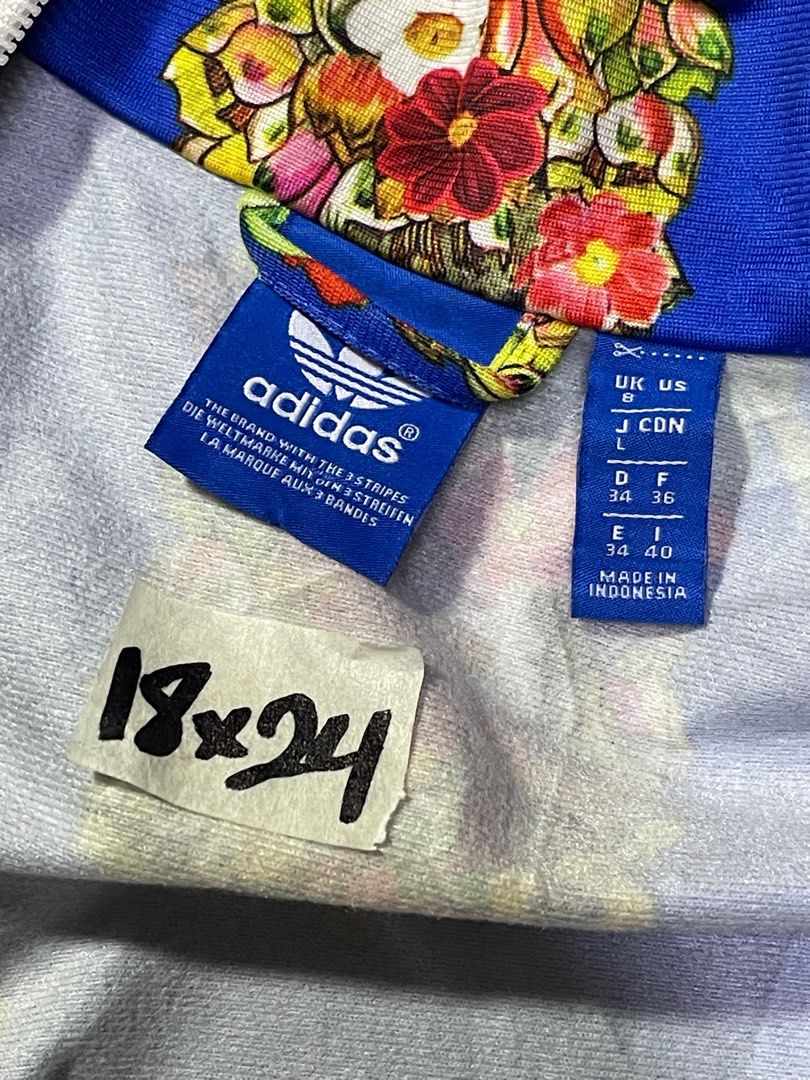 adidas®
THE BRAND WITH THE 3 STRIPES
DIE WELTMARKE MIT DEN 3 STREIFEN
LA MARQUE AUX 3 BANDES
UK US
8
J CDN
L
D F
34 36
E I
34 40
MADE IN
INDONESIA
18x24